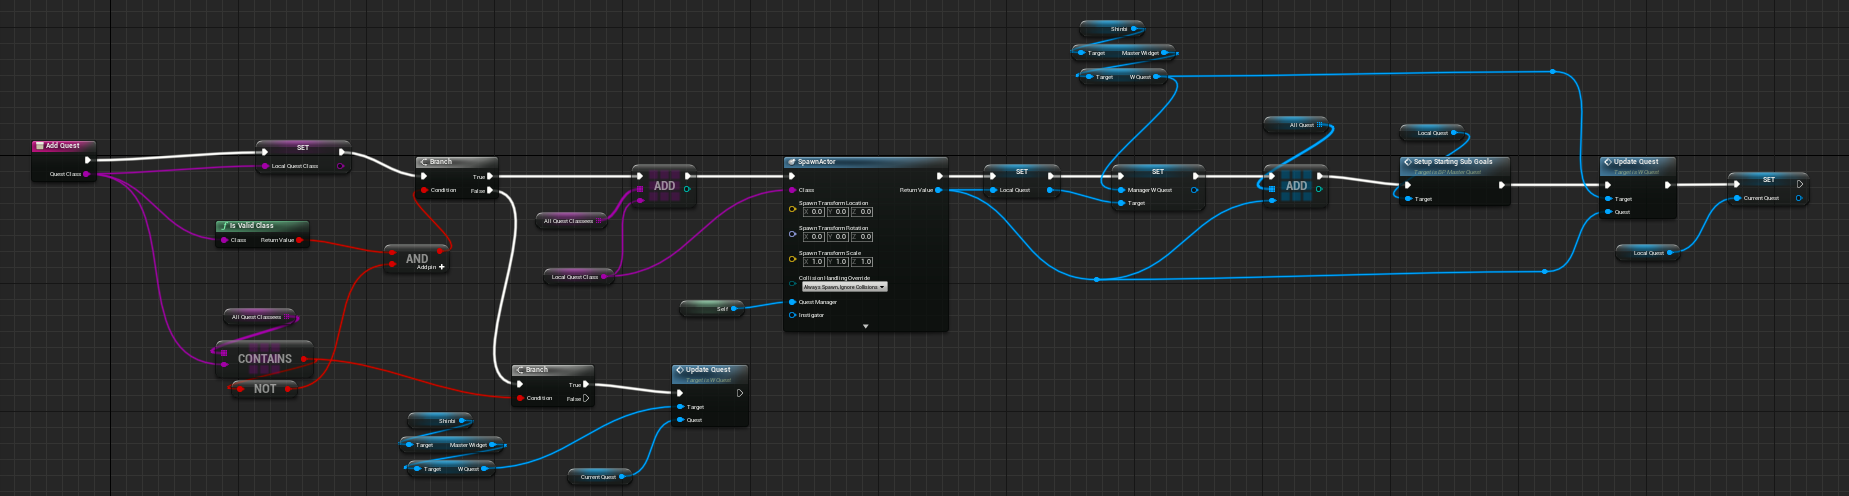 Shinbi
Target Master Widget
Target W Quest
All Quest
Local Quest
Add Quest
Quest Class
SET
Local Quest Class
Branch
True
Condition False
ADD
All Quest Classees
Local Quest Class
SpawnActor
Class Return Value
Spawn Transform Location
X 0.0 Y 0.0 Z 0.0
Spawn Transform Rotation
X 0.0 Y 0.0 Z 0.0
Spawn Transform Scale
X 1.0 Y 1.0 Z 1.0
Collision Handling Override
Always Spawn, Ignore Collisions
Quest Manager
Instigator
Self
SET
Local Quest
SET
Manager W Quest
Target
ADD
Setup Starting Sub Goals
Target is BP Master Quest
Target
Update Quest
Target is W Quest
Target
Quest
SET
Current Quest
Local Quest
Is Valid Class
Class Return Value
AND
Add pin +
All Quest Classees
CONTAINS
NOT
Branch
True
Condition False
Update Quest
Target is W Quest
Target
Quest
Shinbi
Target Master Widget
Target W Quest
Current Quest